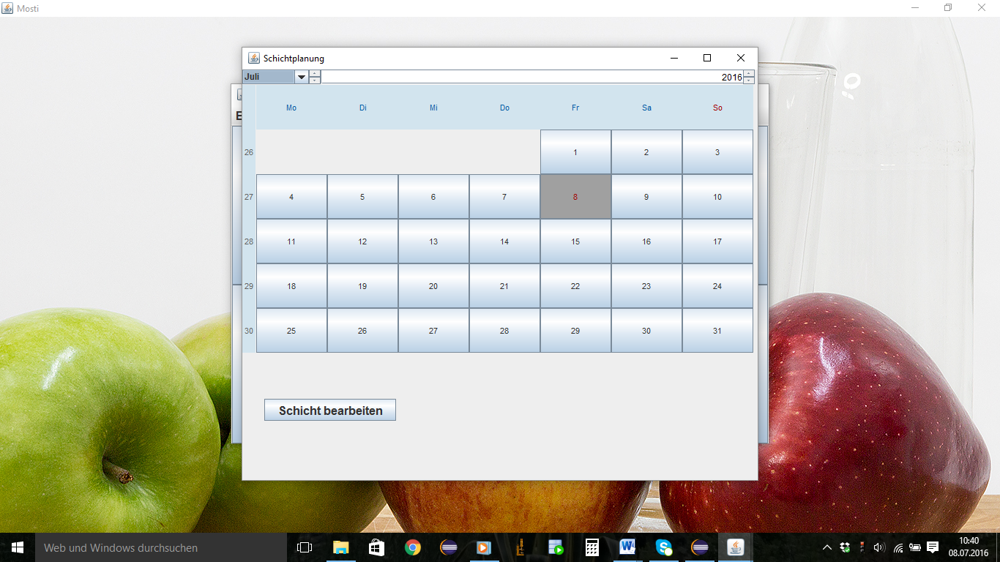 Mosti
Schichtplanung
Juli 2016
E
Mo Di Mi Do Fr Sa So
26 1 2 3
27 4 5 6 7 8 9 10
28 11 12 13 14 15 16 17
29 18 19 20 21 22 23 24
30 25 26 27 28 29 30 31
Schicht bearbeiten
Web und Windows durchsuchen
10:40
08.07.2016